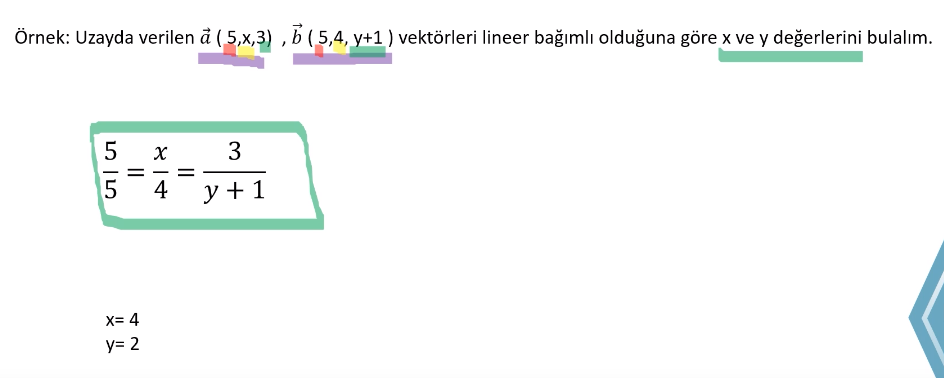 Örnek: Uzayda verilen a⃗ ( 5,x,3) , b⃗ ( 5,4, y+1 ) vektörleri lineer bağımlı olduğuna göre x ve y değerlerini bulalım.
5/5 = x/4 = 3/(y + 1)
x= 4
y= 2